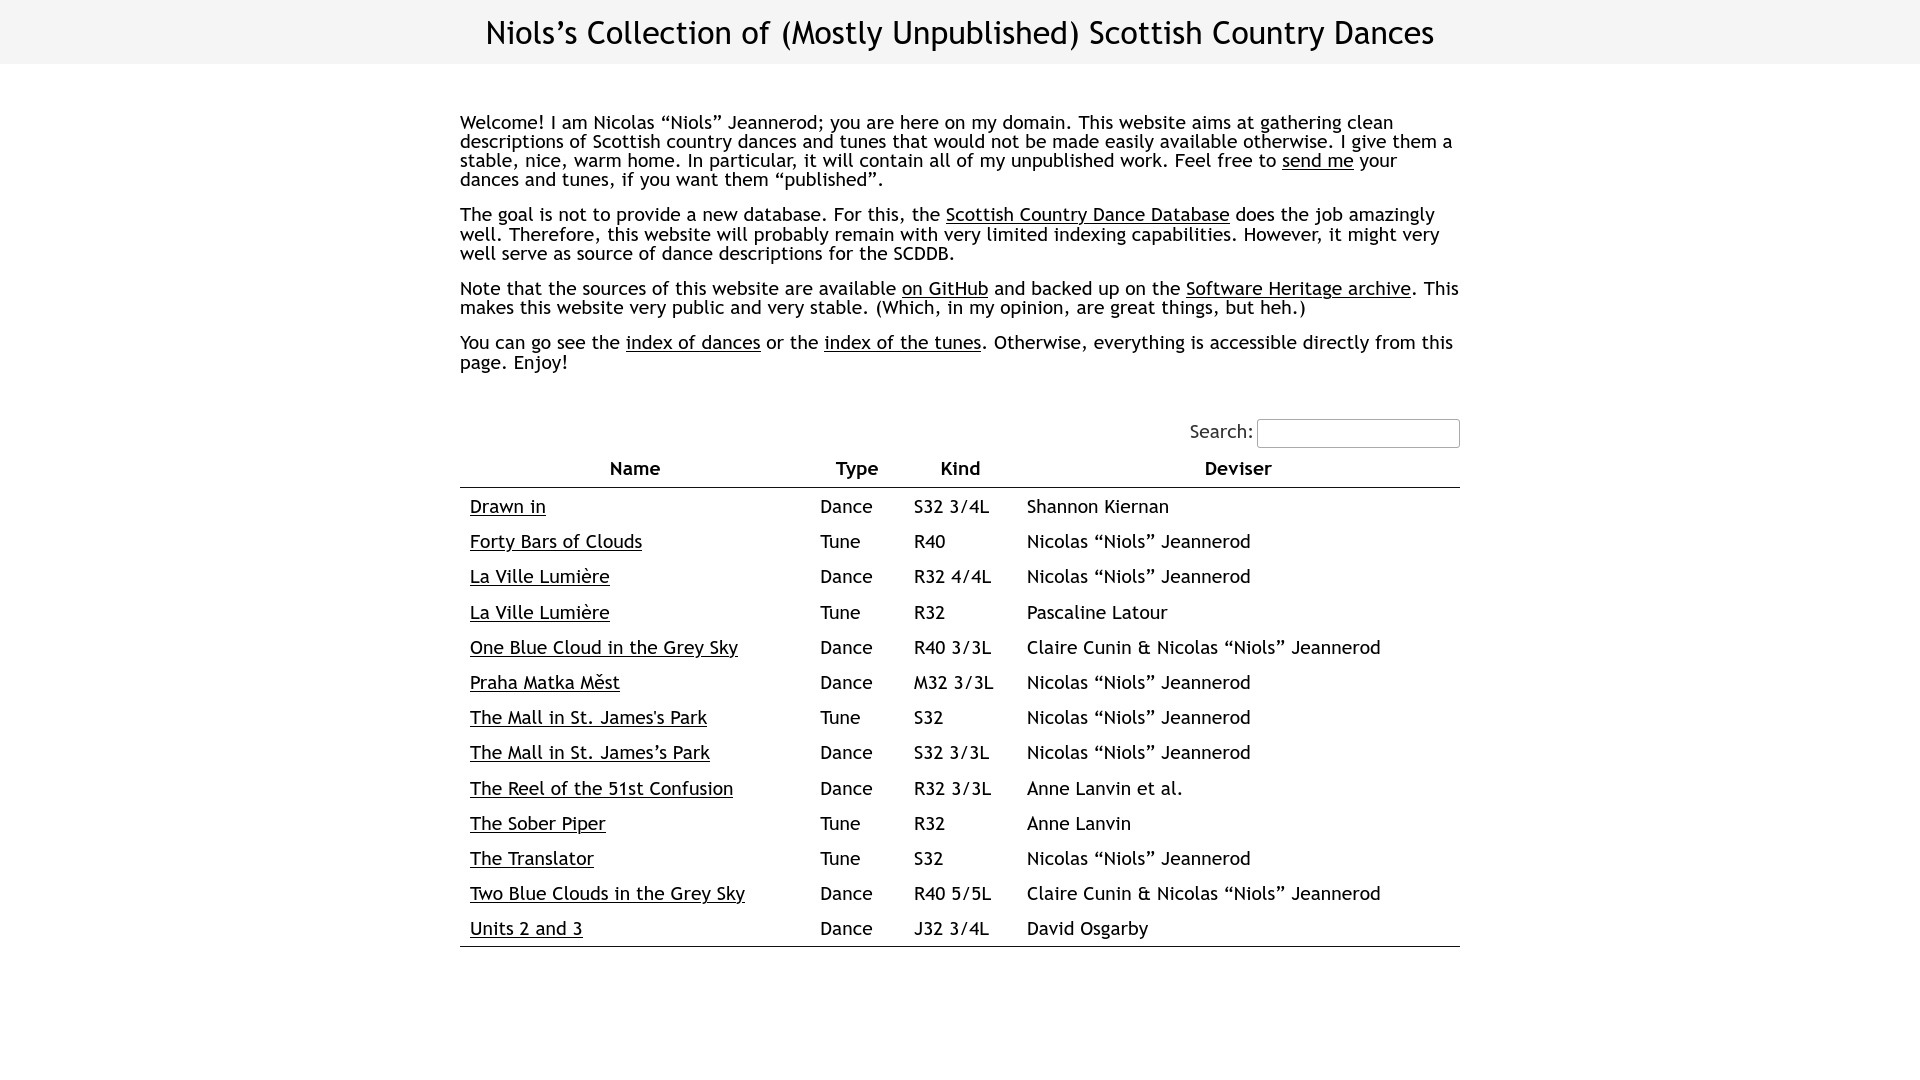 Niols’s Collection of (Mostly Unpublished) Scottish Country Dances
Welcome! I am Nicolas “Niols” Jeannerod; you are here on my domain. This website aims at gathering clean
descriptions of Scottish country dances and tunes that would not be made easily available otherwise. I give them a
stable, nice, warm home. In particular, it will contain all of my unpublished work. Feel free to send me your
dances and tunes, if you want them “published”.
The goal is not to provide a new database. For this, the Scottish Country Dance Database does the job amazingly
well. Therefore, this website will probably remain with very limited indexing capabilities. However, it might very
well serve as source of dance descriptions for the SCDDB.
Note that the sources of this website are available on GitHub and backed up on the Software Heritage archive. This
makes this website very public and very stable. (Which, in my opinion, are great things, but heh.)
You can go see the index of dances or the index of the tunes. Otherwise, everything is accessible directly from this
page. Enjoy!
Search:
Name Type Kind Deviser
Drawn in Dance S32 3/4L Shannon Kiernan
Forty Bars of Clouds Tune R40 Nicolas “Niols” Jeannerod
La Ville Lumière Dance R32 4/4L Nicolas “Niols” Jeannerod
La Ville Lumière Tune R32 Pascaline Latour
One Blue Cloud in the Grey Sky Dance R40 3/3L Claire Cunin & Nicolas “Niols” Jeannerod
Praha Matka Měst Dance M32 3/3L Nicolas “Niols” Jeannerod
The Mall in St. James's Park Tune S32 Nicolas “Niols” Jeannerod
The Mall in St. James’s Park Dance S32 3/3L Nicolas “Niols” Jeannerod
The Reel of the 51st Confusion Dance R32 3/3L Anne Lanvin et al.
The Sober Piper Tune R32 Anne Lanvin
The Translator Tune S32 Nicolas “Niols” Jeannerod
Two Blue Clouds in the Grey Sky Dance R40 5/5L Claire Cunin & Nicolas “Niols” Jeannerod
Units 2 and 3 Dance J32 3/4L David Osgarby